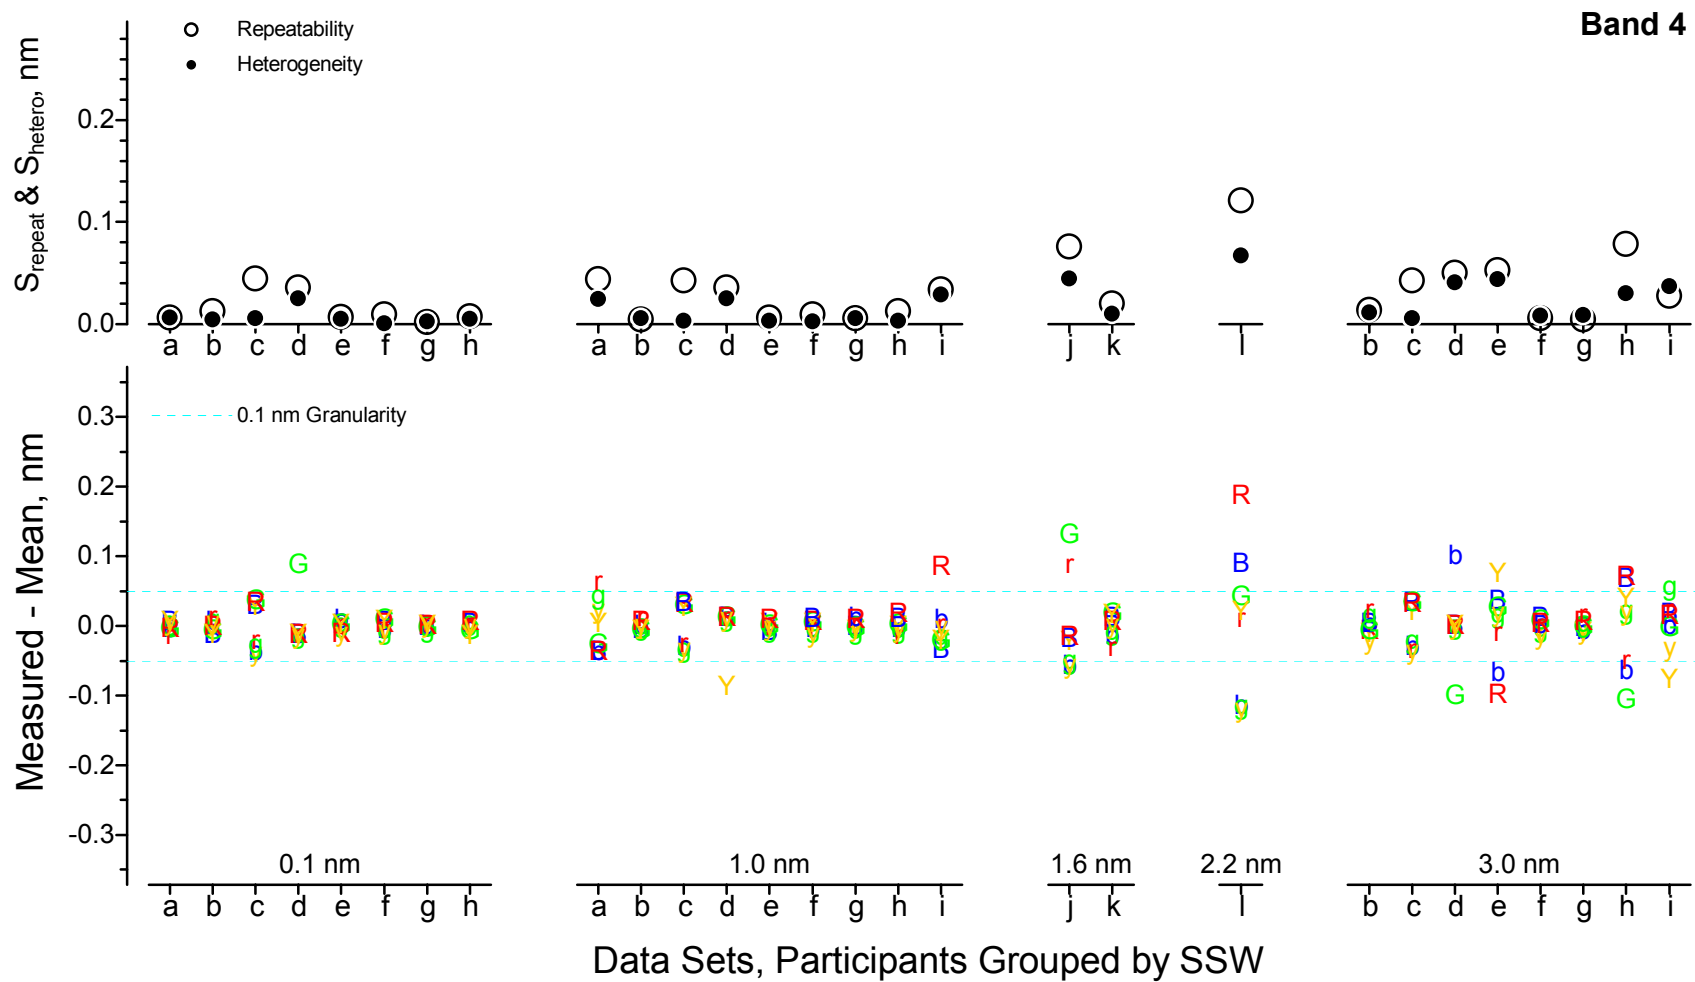 Band 4
Repeatability
Heterogeneity
Srepeat & Shetero, nm
0.2
0.1
0.0
a b c d e f g h a b c d e f g h i j k l b c d e f g h i
0.1 nm Granularity
Measured - Mean, nm
0.3
0.2
0.1
0.0
-0.1
-0.2
-0.3
0.1 nm 1.0 nm 1.6 nm 2.2 nm 3.0 nm
a b c d e f g h a b c d e f g h i j k l b c d e f g h i
Data Sets, Participants Grouped by SSW